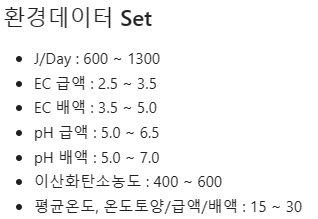 환경데이터 Set
J/Day : 600 ~ 1300
EC 급액 : 2.5 ~ 3.5
EC 배액 : 3.5 ~ 5.0
pH 급액 : 5.0 ~ 6.5
pH 배액 : 5.0 ~ 7.0
이산화탄소농도 : 400 ~ 600
평균온도, 온도토양/급액/배액 : 15 ~ 30